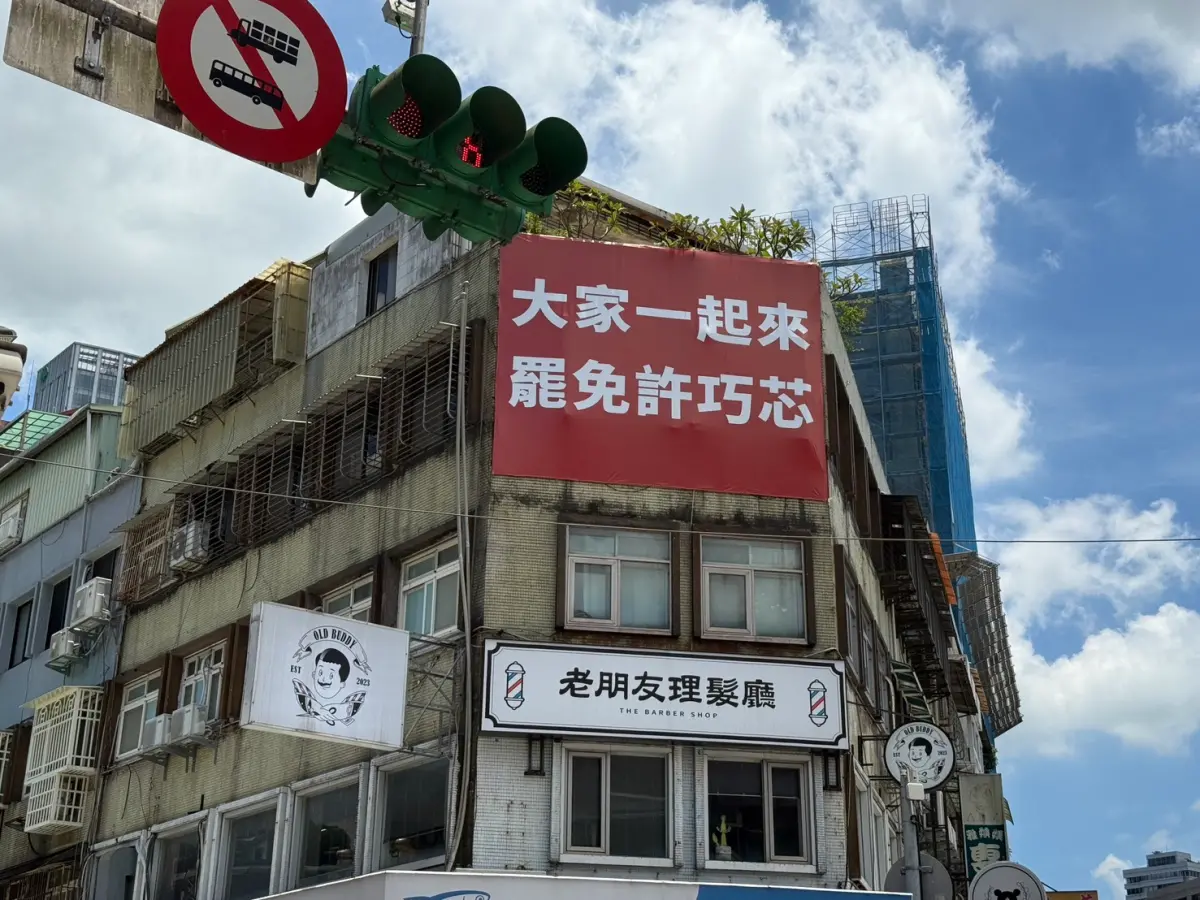 大家一起來
罷免許巧芯
OLD BUDDY
EST 2023
老朋友理髮廳
THE BARBER SHOP
OLD BUDDY